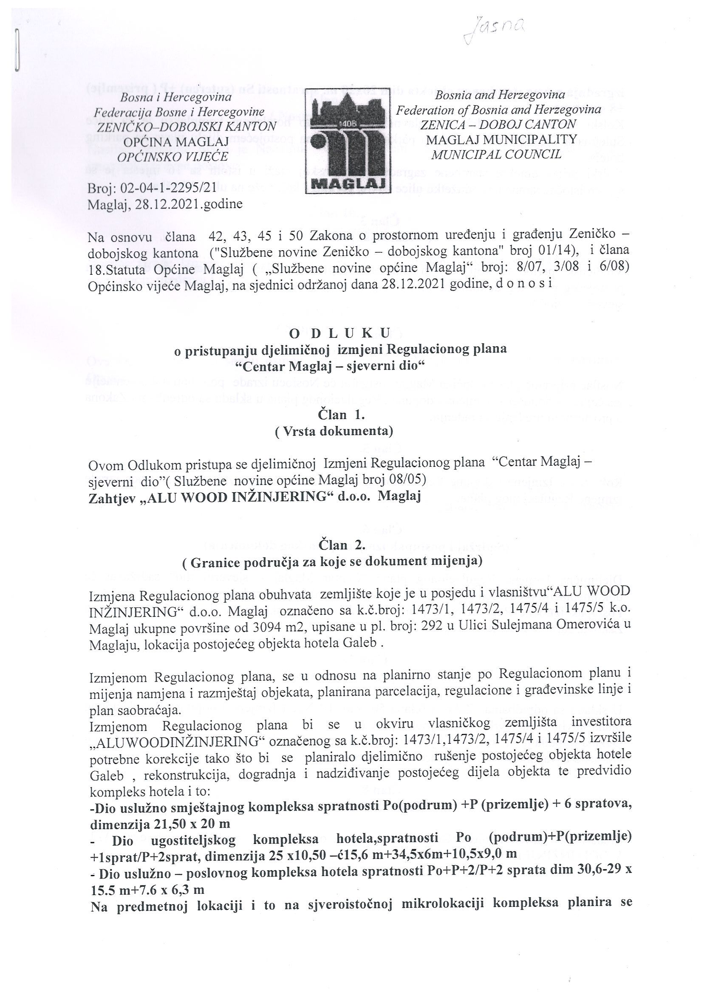 Jasna
Bosna i Hercegovina
Federacija Bosne i Hercegovine
ZENIČKO–DOBOJSKI KANTON
OPĆINA MAGLAJ
OPĆINSKO VIJEĆE
1408
MAGLAJ
Bosnia and Herzegovina
Federation of Bosnia and Herzegovina
ZENICA – DOBOJ CANTON
MAGLAJ MUNICIPALITY
MUNICIPAL COUNCIL
Broj: 02-04-1-2295/21
Maglaj, 28.12.2021.godine
Na osnovu člana 42, 43, 45 i 50 Zakona o prostornom uređenju i građenju Zeničko –
dobojskog kantona ("Službene novine Zeničko – dobojskog kantona" broj 01/14), i člana
18.Statuta Općine Maglaj ( „Službene novine općine Maglaj“ broj: 8/07, 3/08 i 6/08)
Općinsko vijeće Maglaj, na sjednici održanoj dana 28.12.2021 godine, d o n o s i
O D L U K U
o pristupanju djelimičnoj izmjeni Regulacionog plana
“Centar Maglaj – sjeverni dio“
Član 1.
( Vrsta dokumenta)
Ovom Odlukom pristupa se djelimičnoj Izmjeni Regulacionog plana “Centar Maglaj –
sjeverni dio”( Službene novine općine Maglaj broj 08/05)
Zahtjev „ALU WOOD INŽINJERING“ d.o.o. Maglaj
Član 2.
( Granice područja za koje se dokument mijenja)
Izmjena Regulacionog plana obuhvata zemljište koje je u posjedu i vlasništvu“ALU WOOD
INŽINJERING“ d.o.o. Maglaj označeno sa k.č.broj: 1473/1, 1473/2, 1475/4 i 1475/5 k.o.
Maglaj ukupne površine od 3094 m2, upisane u pl. broj: 292 u Ulici Sulejmana Omerovića u
Maglaju, lokacija postojećeg objekta hotela Galeb .
Izmjenom Regulacionog plana, se u odnosu na planirno stanje po Regulacionom planu i
mijenja namjena i razmještaj objekata, planirana parcelacija, regulacione i građevinske linje i
plan saobraćaja.
Izmjenom Regulacionog plana bi se u okviru vlasničkog zemljišta investitora
„ALUWOODINŽINJERING“ označenog sa k.č.broj: 1473/1,1473/2, 1475/4 i 1475/5 izvršile
potrebne korekcije tako što bi se planiralo djelimično rušenje postojećeg objekta hotele
Galeb , rekonstrukcija, dogradnja i nadziđivanje postojećeg dijela objekta te predvidio
kompleks hotela i to:
-Dio uslužno smještajnog kompleksa spratnosti Po(podrum) +P (prizemlje) + 6 spratova,
dimenzija 21,50 x 20 m
- Dio ugostiteljskog kompleksa hotela,spratnosti Po (podrum)+P(prizemlje)
+1sprat/P+2sprat, dimenzija 25 x10,50 –ć15,6 m+34,5x6m+10,5x9,0 m
- Dio uslužno – poslovnog kompleksa hotela spratnosti Po+P+2/P+2 sprata dim 30,6-29 x
15.5 m+7.6 x 6,3 m
Na predmetnoj lokaciji i to na sjveroistočnoj mikrolokaciji kompleksa planira se